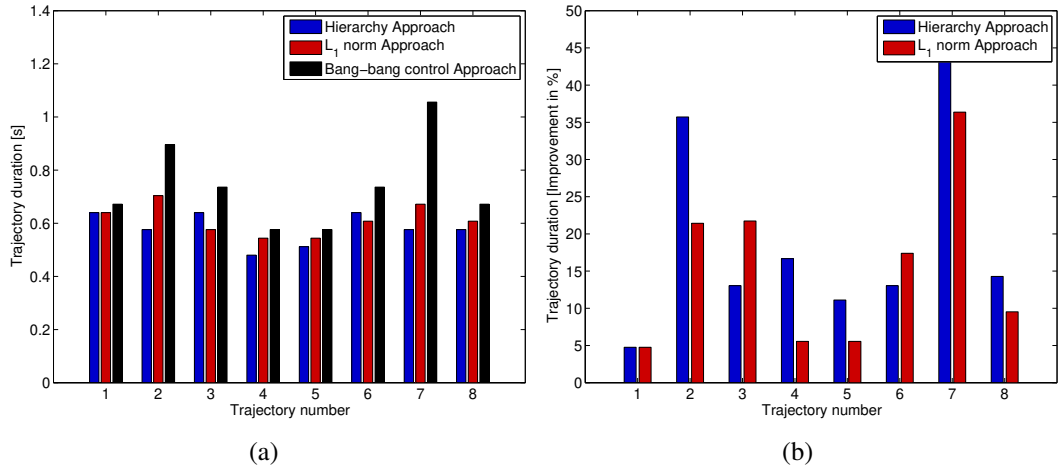 1.4
1.2
1
0.8
0.6
0.4
0.2
0
Trajectory duration [s]
Hierarchy Approach
L₁ norm Approach
Bang−bang control Approach
1 2 3 4 5 6 7 8
Trajectory number
(a)
50
45
40
35
30
25
20
15
10
5
0
Trajectory duration [Improvement in %]
Hierarchy Approach
L₁ norm Approach
1 2 3 4 5 6 7 8
Trajectory number
(b)